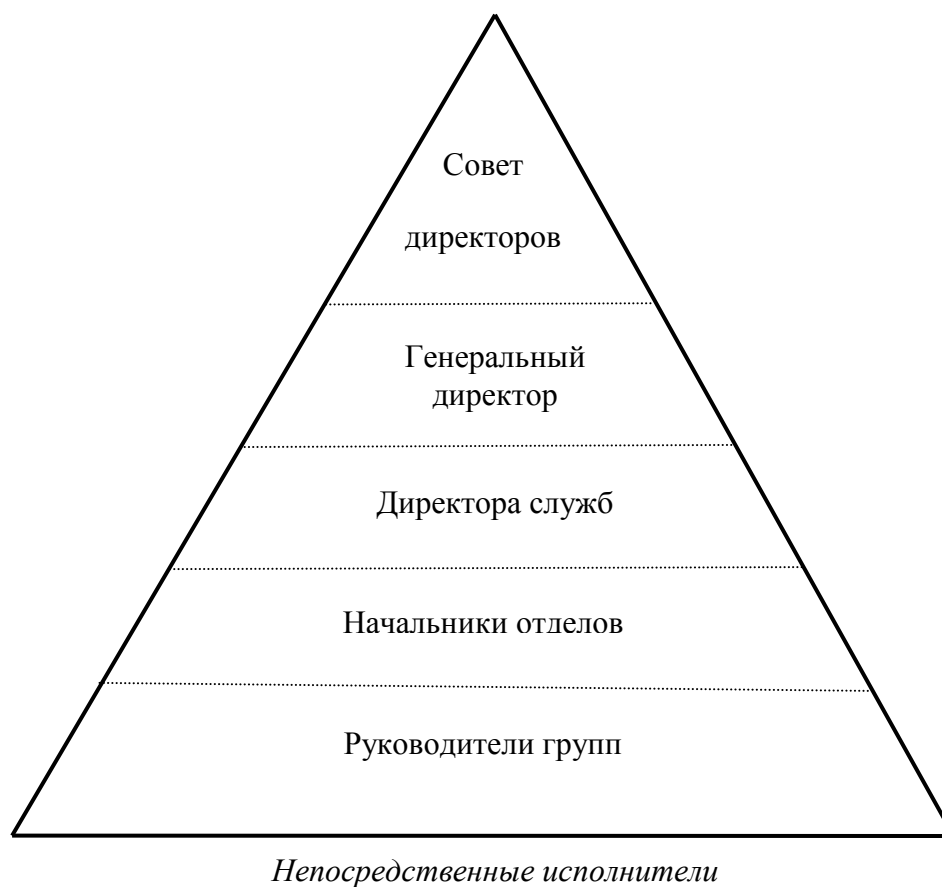 Совет
директоров
Генеральный
директор
Директора служб
Начальники отделов
Руководители групп
Непосредственные исполнители